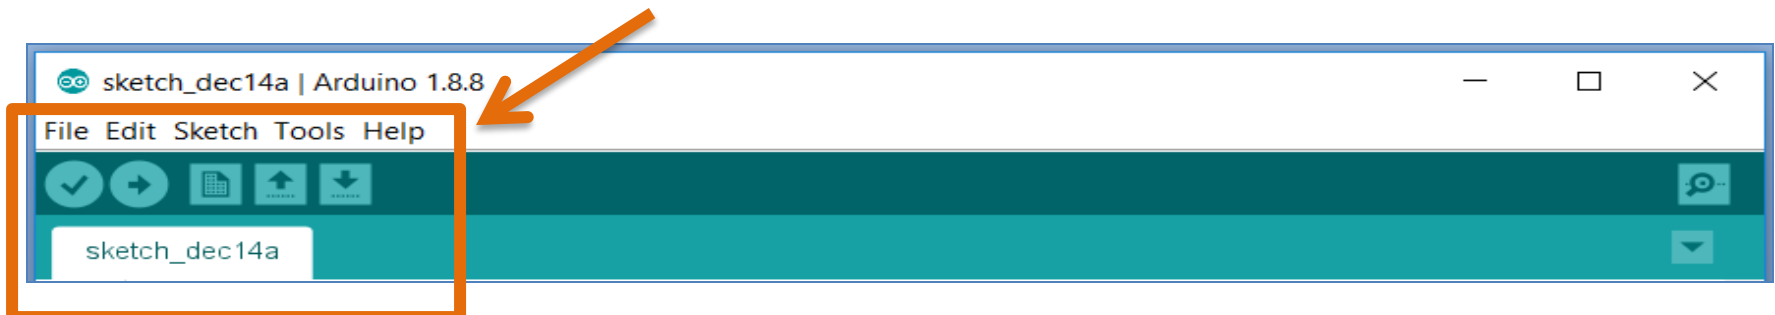 sketch_dec14a | Arduino 1.8.8
File Edit Sketch Tools Help
sketch_dec14a